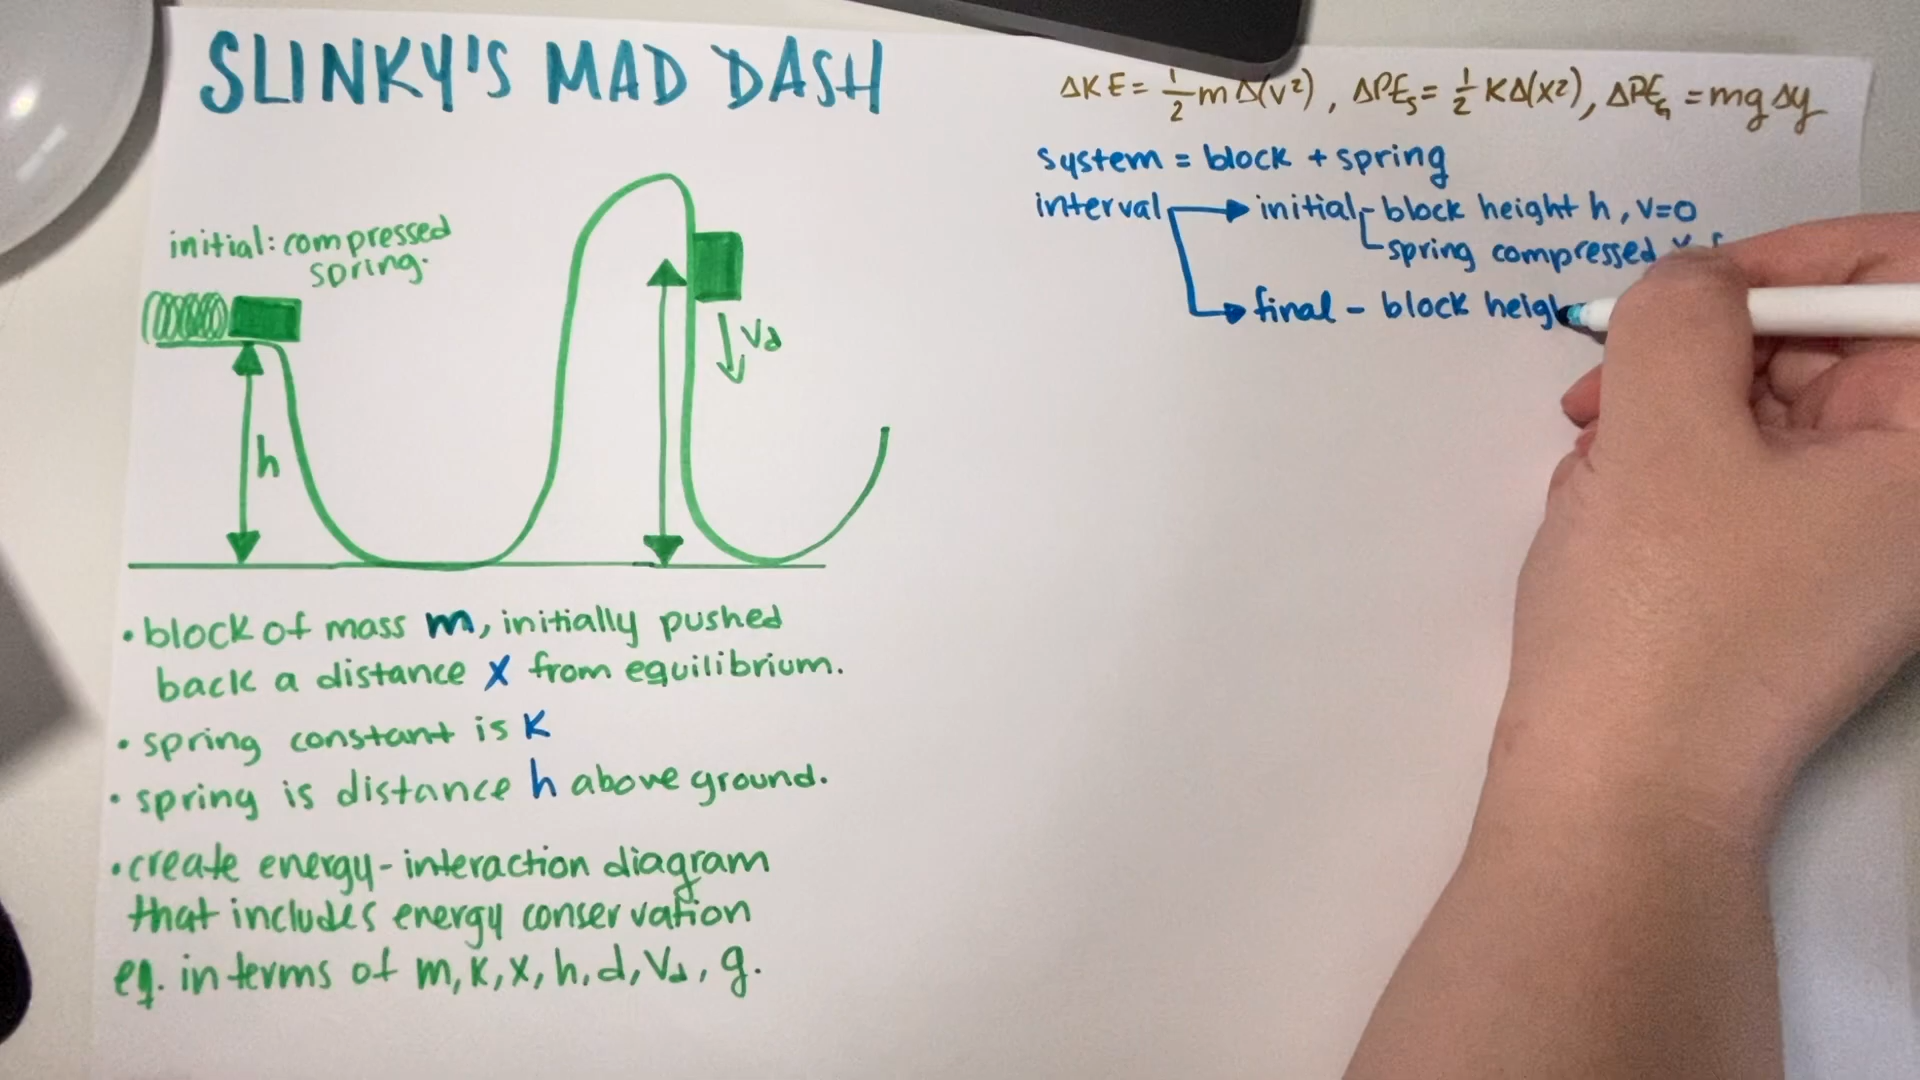 SLINKY'S MAD DASH
initial: compressed
spring.
h
Vd
• block of mass m, initially pushed
back a distance x from equilibrium.
• spring constant is K
• spring is distance h above ground.
• create energy-interaction diagram
that includes energy conservation
eq. in terms of m, K, x, h, d, Vd, g.
ΔKE = 1/2 m Δ(v²), ΔPEs = 1/2 KΔ(x²), ΔPEg = mgΔy
system = block + spring
interval → initial - block height h, v=0
- spring compressed
→ final - block heigh